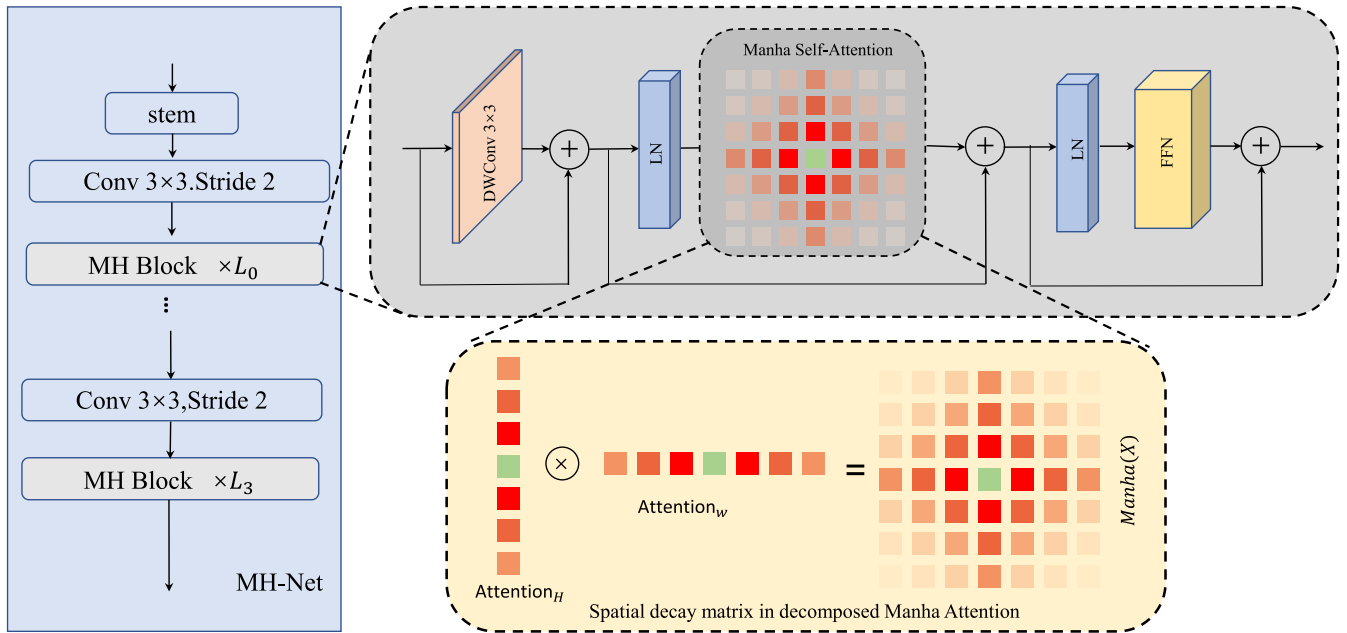 stem
Conv 3×3.Stride 2
MH Block ×L₀
⋮
Conv 3×3,Stride 2
MH Block ×L₃
MH-Net
DWConv 3×3
+
LN
Manha Self-Attention
+
LN
FFN
+
Attention_H
×
Attention_w
=
Manha(X)
Spatial decay matrix in decomposed Manha Attention